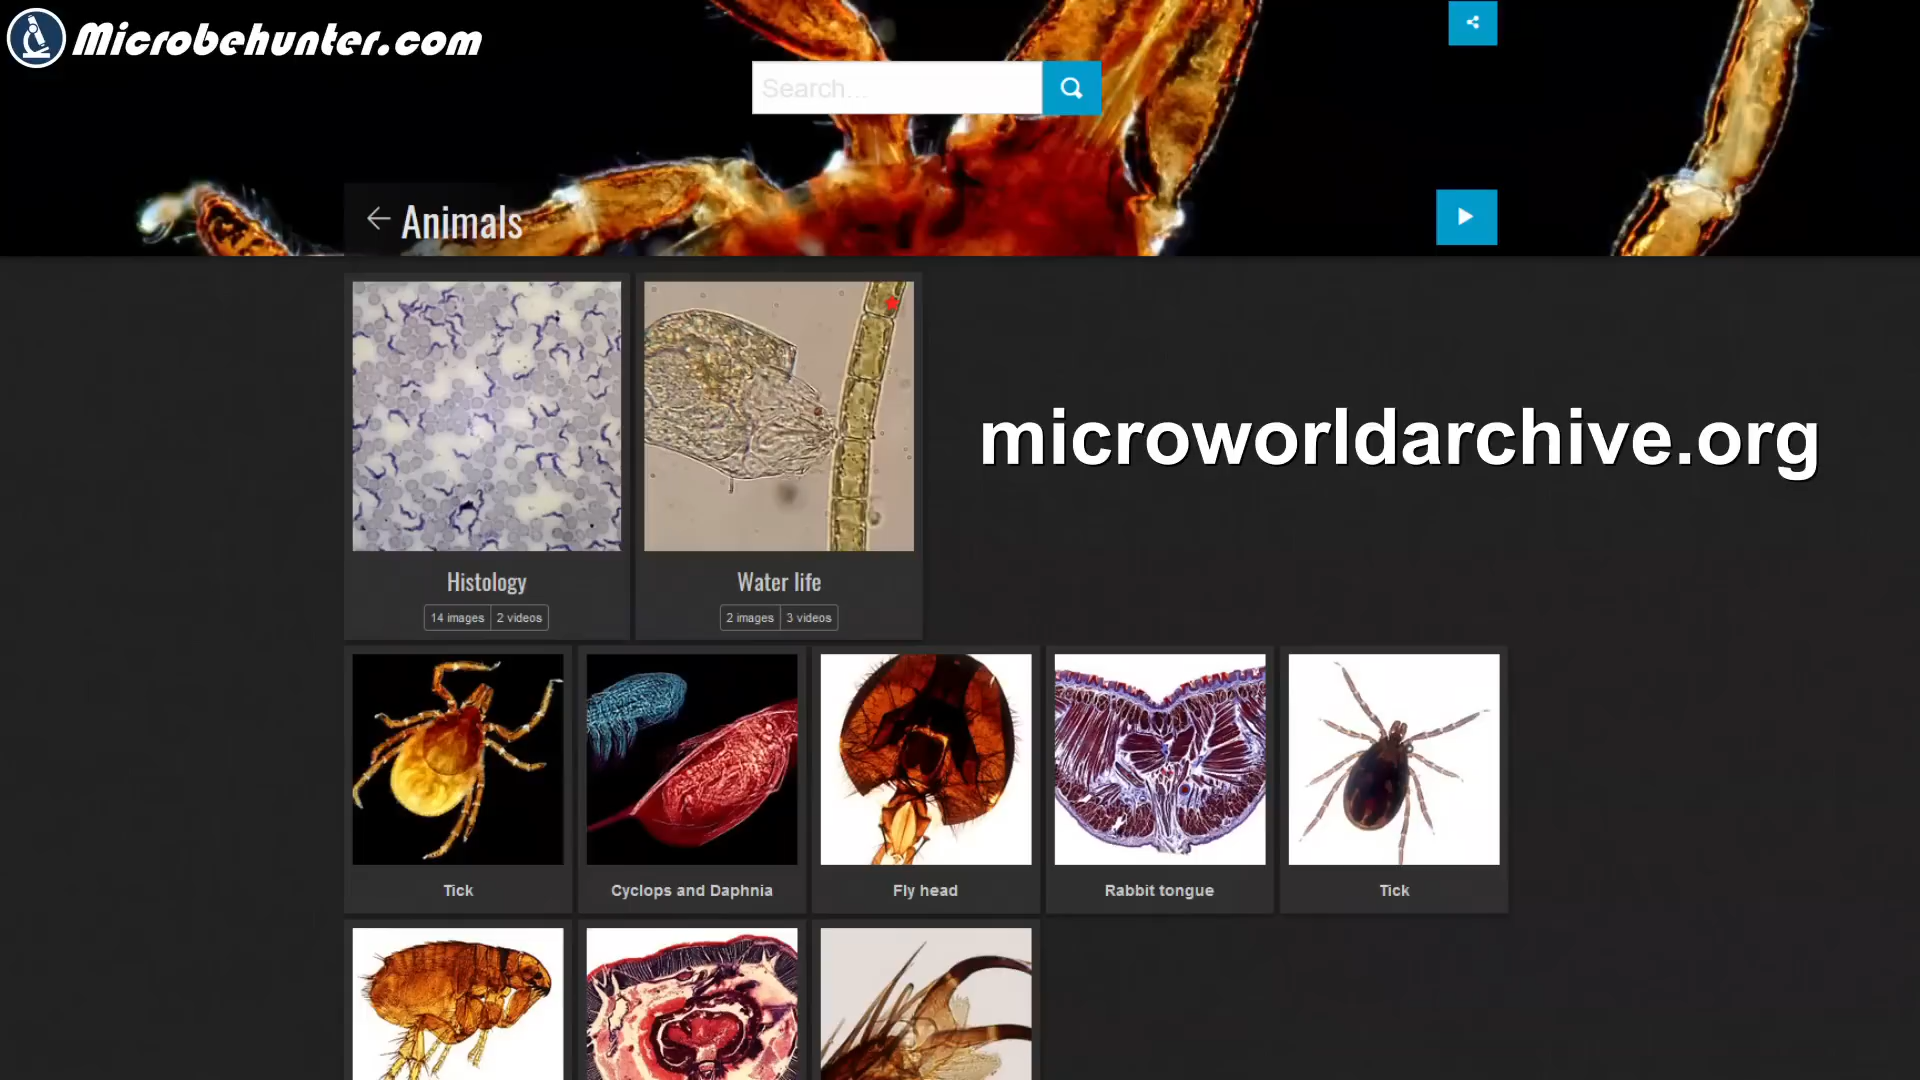 Microbehunter.com
Search...
Animals
microworldarchive.org
Histology
14 images 2 videos
Water life
2 images 3 videos
Tick
Cyclops and Daphnia
Fly head
Rabbit tongue
Tick